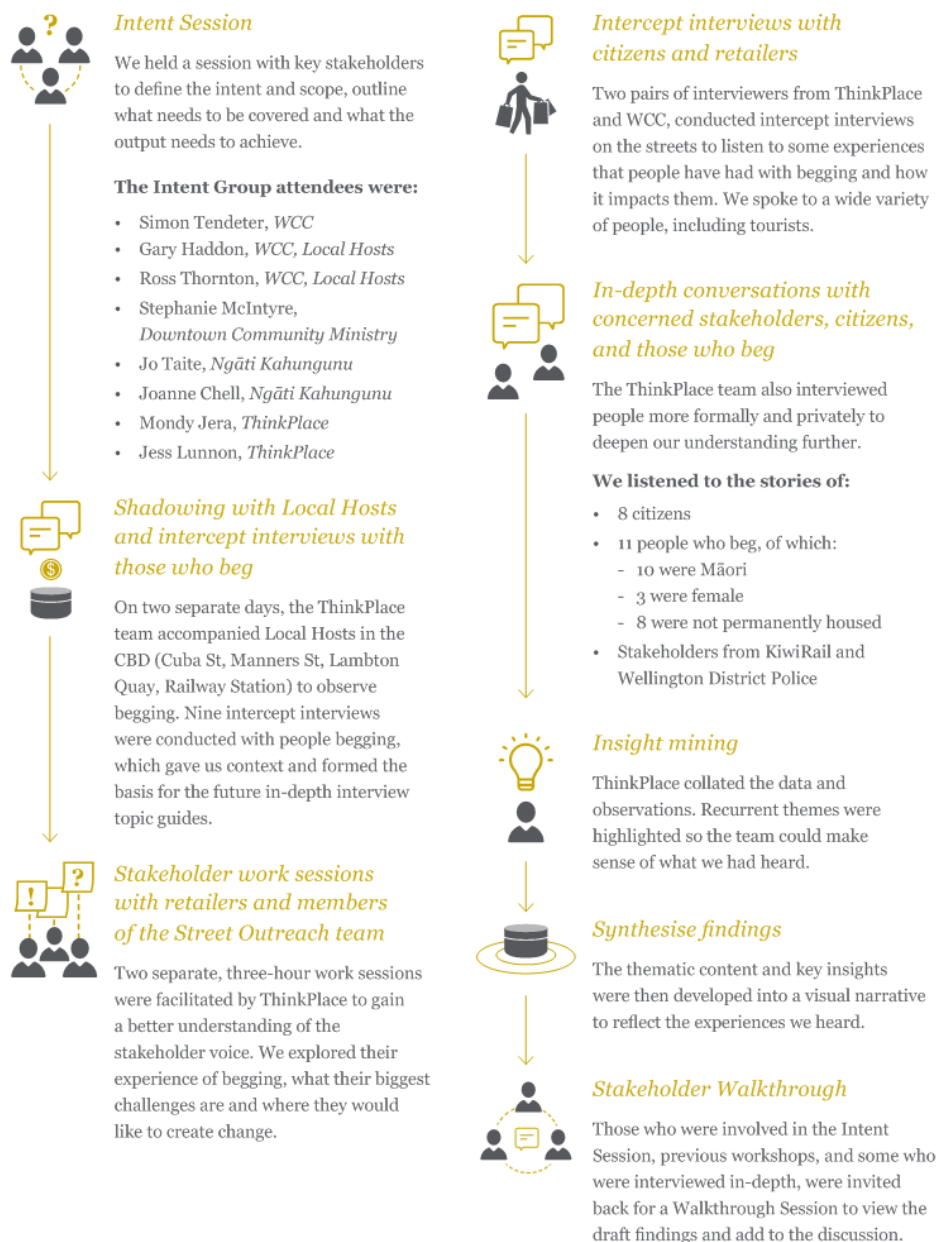 ?
Intent Session
We held a session with key stakeholders
to define the intent and scope, outline
what needs to be covered and what the
output needs to achieve.
The Intent Group attendees were:
• Simon Tendeter, WCC
• Gary Haddon, WCC, Local Hosts
• Ross Thornton, WCC, Local Hosts
• Stephanie McIntyre,
Downtown Community Ministry
• Jo Taite, Ngāti Kahungunu
• Joanne Chell, Ngāti Kahungunu
• Mondy Jera, ThinkPlace
• Jess Lunnon, ThinkPlace
$
Shadowing with Local Hosts
and intercept interviews with
those who beg
On two separate days, the ThinkPlace
team accompanied Local Hosts in the
CBD (Cuba St, Manners St, Lambton
Quay, Railway Station) to observe
begging. Nine intercept interviews
were conducted with people begging,
which gave us context and formed the
basis for the future in-depth interview
topic guides.
! ?
Stakeholder work sessions
with retailers and members
of the Street Outreach team
Two separate, three-hour work sessions
were facilitated by ThinkPlace to gain
a better understanding of the
stakeholder voice. We explored their
experience of begging, what their biggest
challenges are and where they would
like to create change.
Intercept interviews with
citizens and retailers
Two pairs of interviewers from ThinkPlace
and WCC, conducted intercept interviews
on the streets to listen to some experiences
that people have had with begging and how
it impacts them. We spoke to a wide variety
of people, including tourists.
In-depth conversations with
concerned stakeholders, citizens,
and those who beg
The ThinkPlace team also interviewed
people more formally and privately to
deepen our understanding further.
We listened to the stories of:
• 8 citizens
• 11 people who beg, of which:
- 10 were Māori
- 3 were female
- 8 were not permanently housed
• Stakeholders from KiwiRail and
Wellington District Police
Insight mining
ThinkPlace collated the data and
observations. Recurrent themes were
highlighted so the team could make
sense of what we had heard.
Synthesise findings
The thematic content and key insights
were then developed into a visual narrative
to reflect the experiences we heard.
Stakeholder Walkthrough
Those who were involved in the Intent
Session, previous workshops, and some who
were interviewed in-depth, were invited
back for a Walkthrough Session to view the
draft findings and add to the discussion.